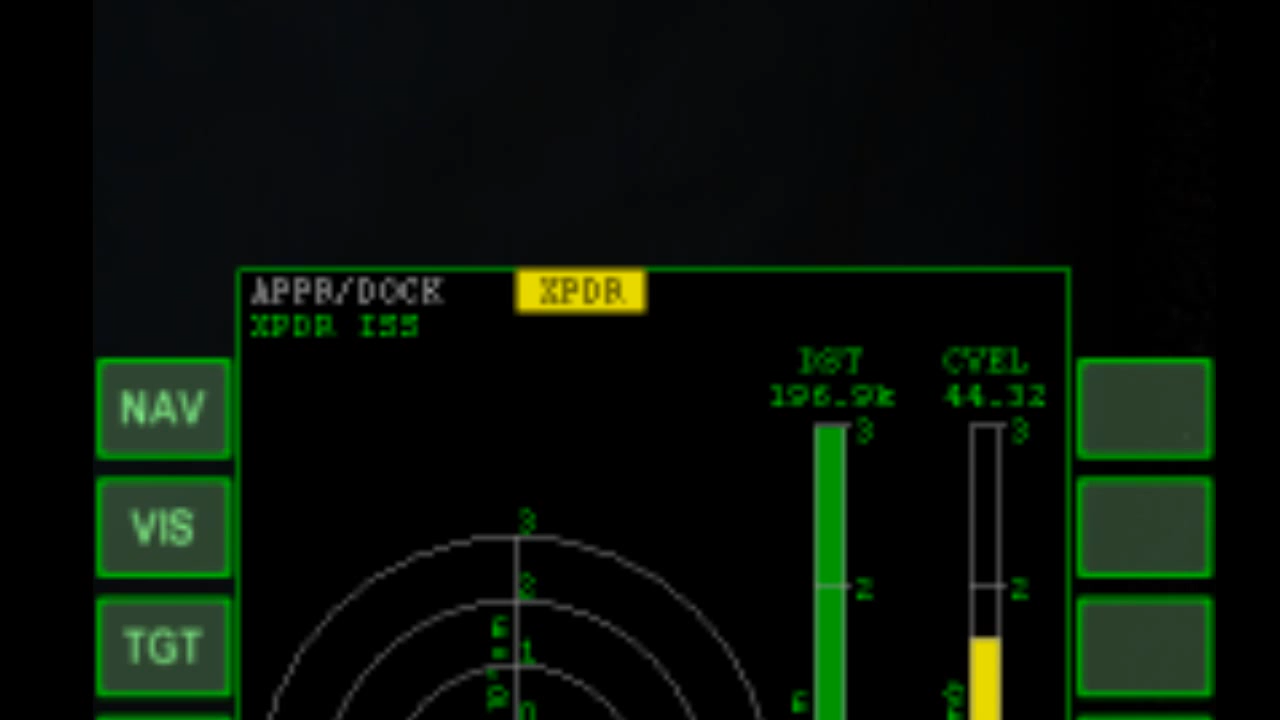 APPR/DOCK XPDR
XPDR ISS
DST CVEL
196.9k 44.32
NAV
3 3
VIS
3
2 2
2
TGT
1
0